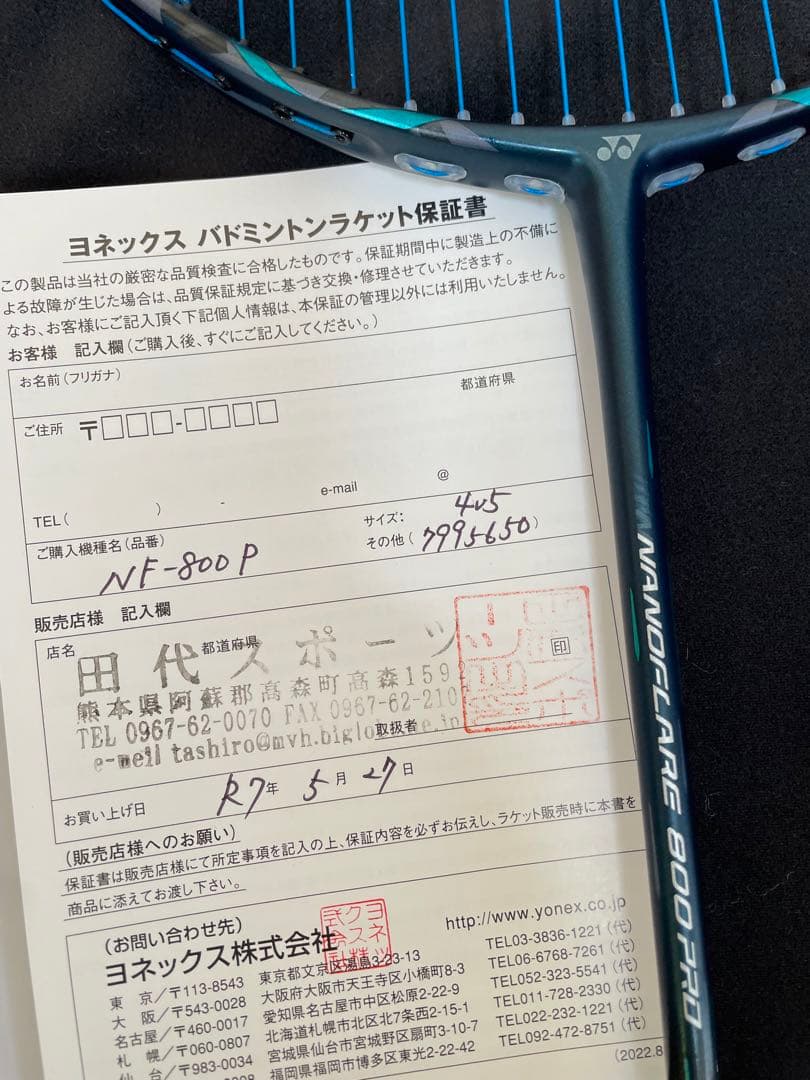 ヨネックス バドミントンラケット保証書
この製品は当社の厳密な品質検査に合格したものです。保証期間中に製造上の不備に
よる故障が生じた場合は、品質保証規定に基づき交換・修理させていただきます。
なお、お客様にご記入頂く下記個人情報は、本保証の管理以外には利用いたしません。
お客様 記入欄(ご購入後、すぐにご記入してください。)
お名前(フリガナ)
都道府県
ご住所 〒□□□-□□□□
TEL( ) - e-mail @
ご購入機種名(品番) NF-800P
サイズ: 4U5
その他( 7995650 )
販売店様 記入欄
店名 都道府県 印
田代スポーツ
熊本県阿蘇郡高森町高森159
TEL 0967-62-0070 FAX 0967-62-210
e-meil tashiro@mvh.biglobe.ne.jp
取扱者
お買い上げ日 R7年 5月 27日
(販売店様へのお願い)
保証書は販売店様にて所定事項を記入の上、保証内容を必ずお伝えし、ラケット販売時に本書を
商品に添えてお渡し下さい。
(お問い合わせ先)
ヨネックス株式会社
http://www.yonex.co.jp
東 京/〒113-8543 東京都文京区湯島3-23-13 TEL03-3836-1221(代)
大 阪/〒543-0028 大阪府大阪市天王寺区小橋町8-3 TEL06-6768-7261(代)
名古屋/〒460-0017 愛知県名古屋市中区松原2-22-9 TEL052-323-5541(代)
札 幌/〒060-0807 北海道札幌市北区北7条西2-15-1 TEL011-728-2330(代)
仙 台/〒983-0034 宮城県仙台市宮城野区扇町3-10-7 TEL022-232-1221(代)
福岡県福岡市博多区東光2-22-42 TEL092-472-8751(代)
(2022.8
NANOFLARE 800 PRO